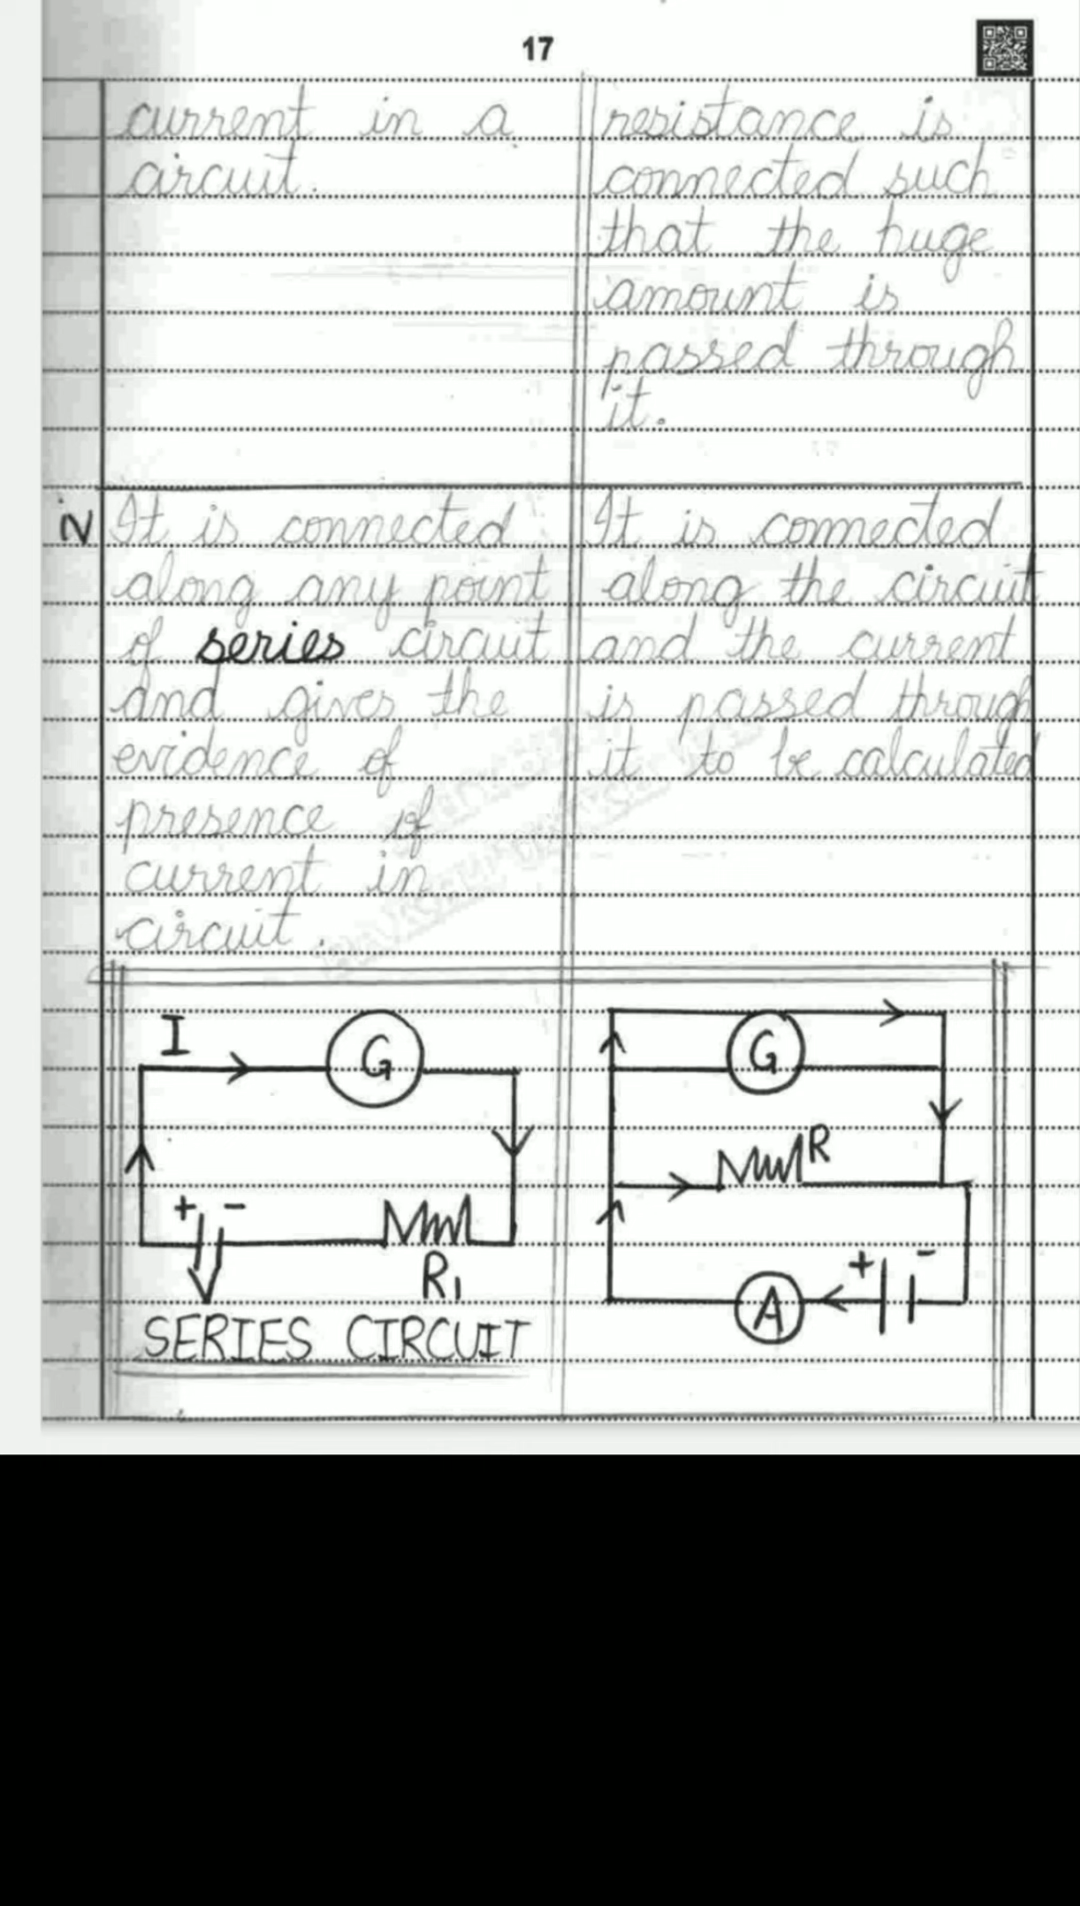 17
current in a
circuit.
resistance is
connected such
that the huge
amount is
passed through
it.
It is connected
along any point
of series circuit
and gives the
evidence of
presence of
current in
circuit.
It is connected
along the circuit
and the current
is passed through
it to be calculated
I
G
+ -
R1
SERIES CIRCUIT
G
R
+ -
A